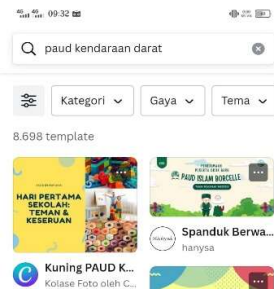 09:32
paud kendaraan darat
Kategori
Gaya
Tema
8.698 template
HARI PERTAMA
SEKOLAH:
TEMAN &
KESERUAN
PAUD ISLAM BORCELLE
Spanduk Berwa...
hanysa
Kuning PAUD K...
Kolase Foto oleh C...